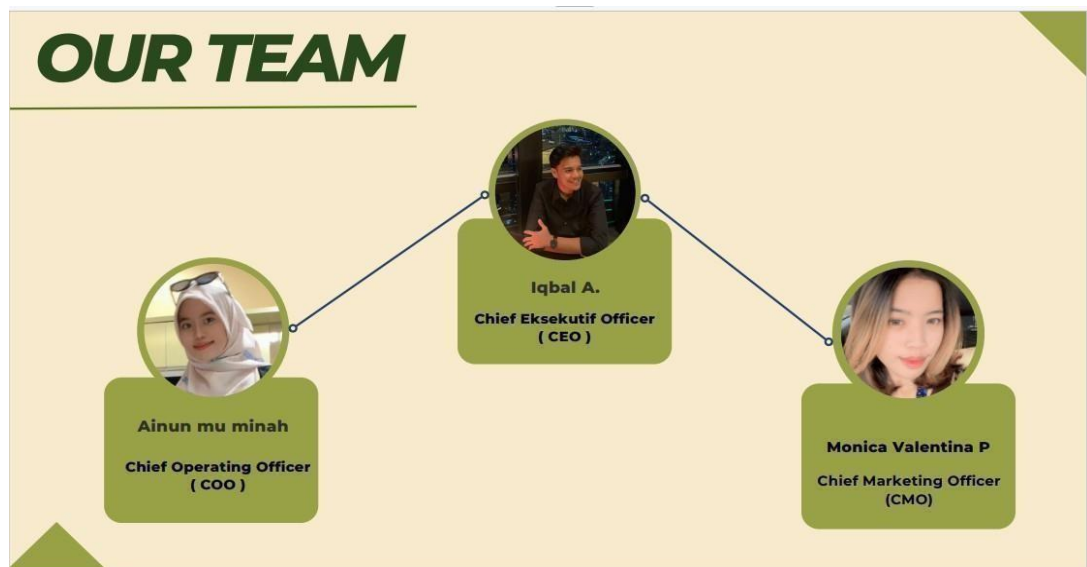 OUR TEAM
Iqbal A.
Chief Eksekutif Officer
( CEO )
Ainun mu minah
Chief Operating Officer
( COO )
Monica Valentina P
Chief Marketing Officer
(CMO)